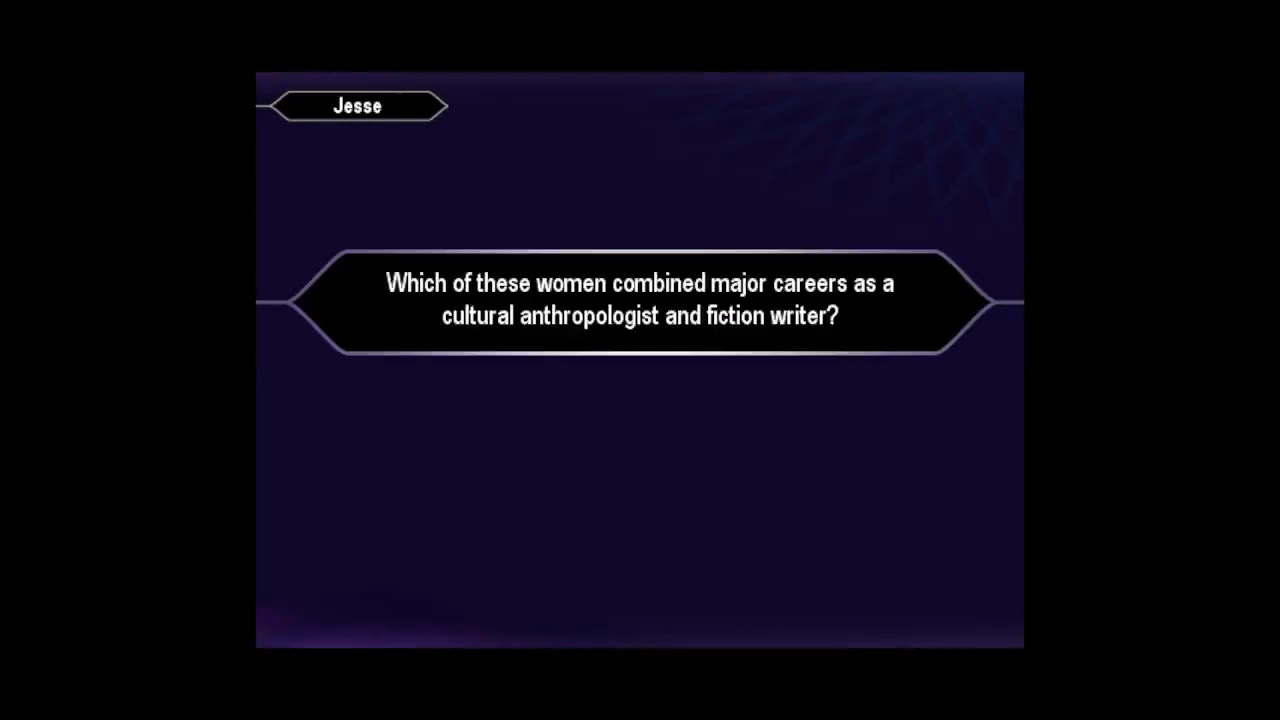 Jesse
Which of these women combined major careers as a
cultural anthropologist and fiction writer?